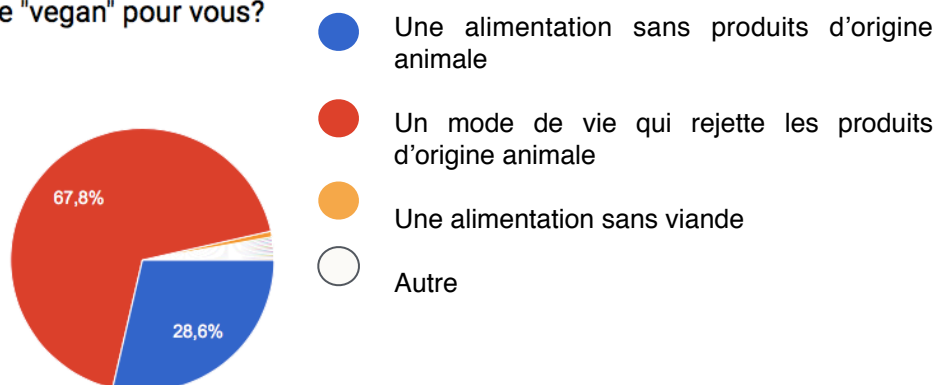 e "vegan" pour vous?
Une alimentation sans produits d'origine
animale
Un mode de vie qui rejette les produits
d'origine animale
Une alimentation sans viande
Autre
67,8%
28,6%